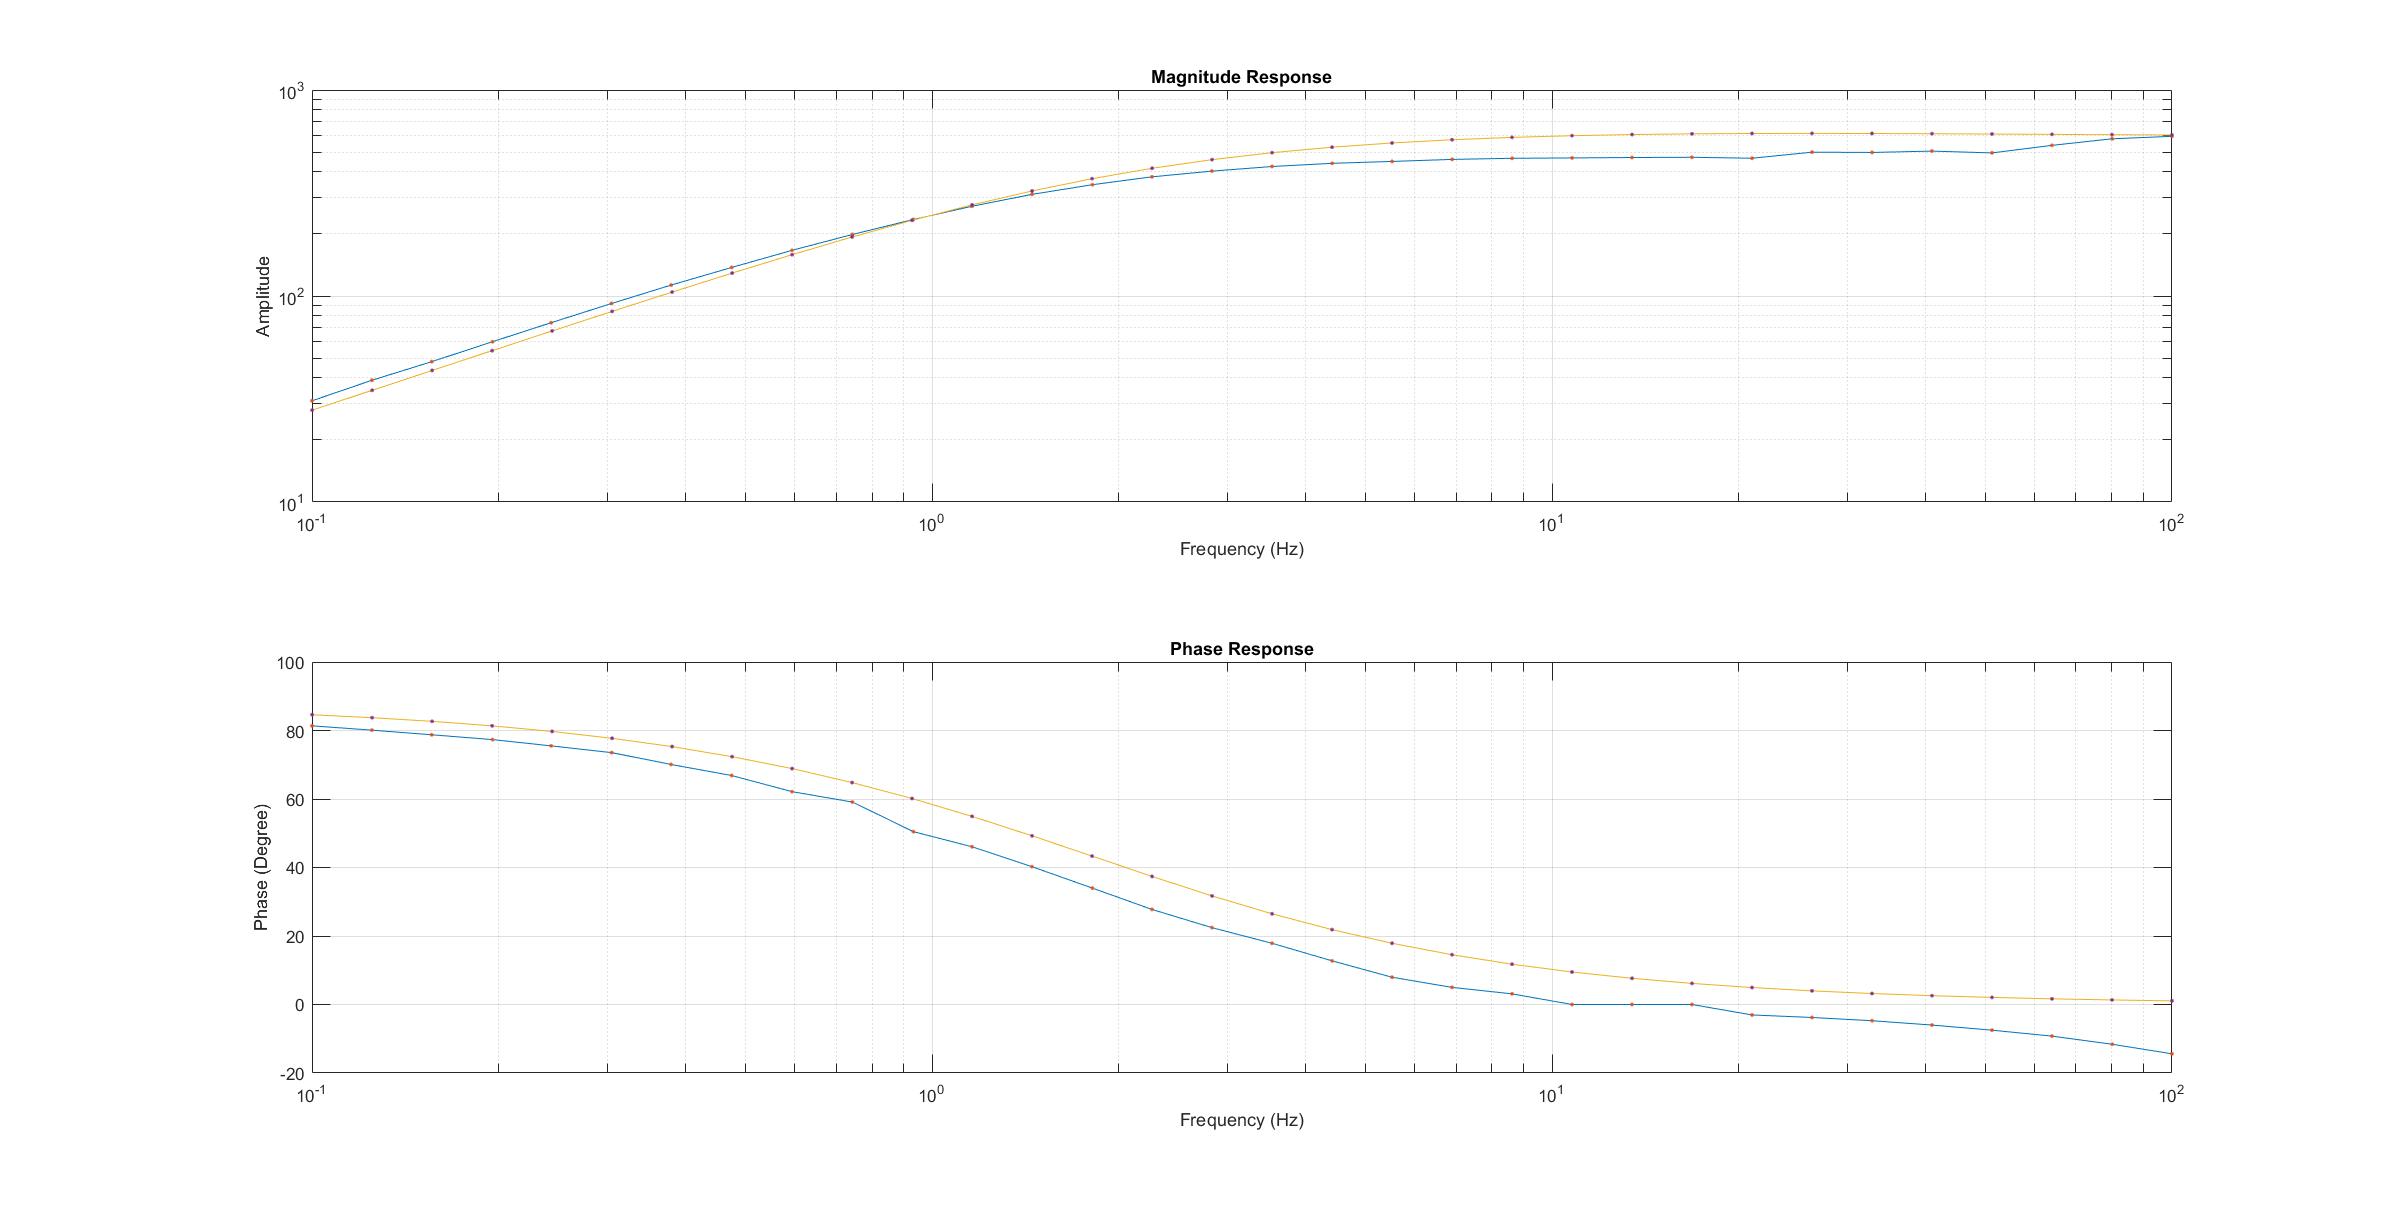 Magnitude Response
10^3
10^2
10^1
Amplitude
10^-1 10^0 10^1 10^2
Frequency (Hz)
Phase Response
100
80
60
40
20
0
-20
Phase (Degree)
10^-1 10^0 10^1 10^2
Frequency (Hz)